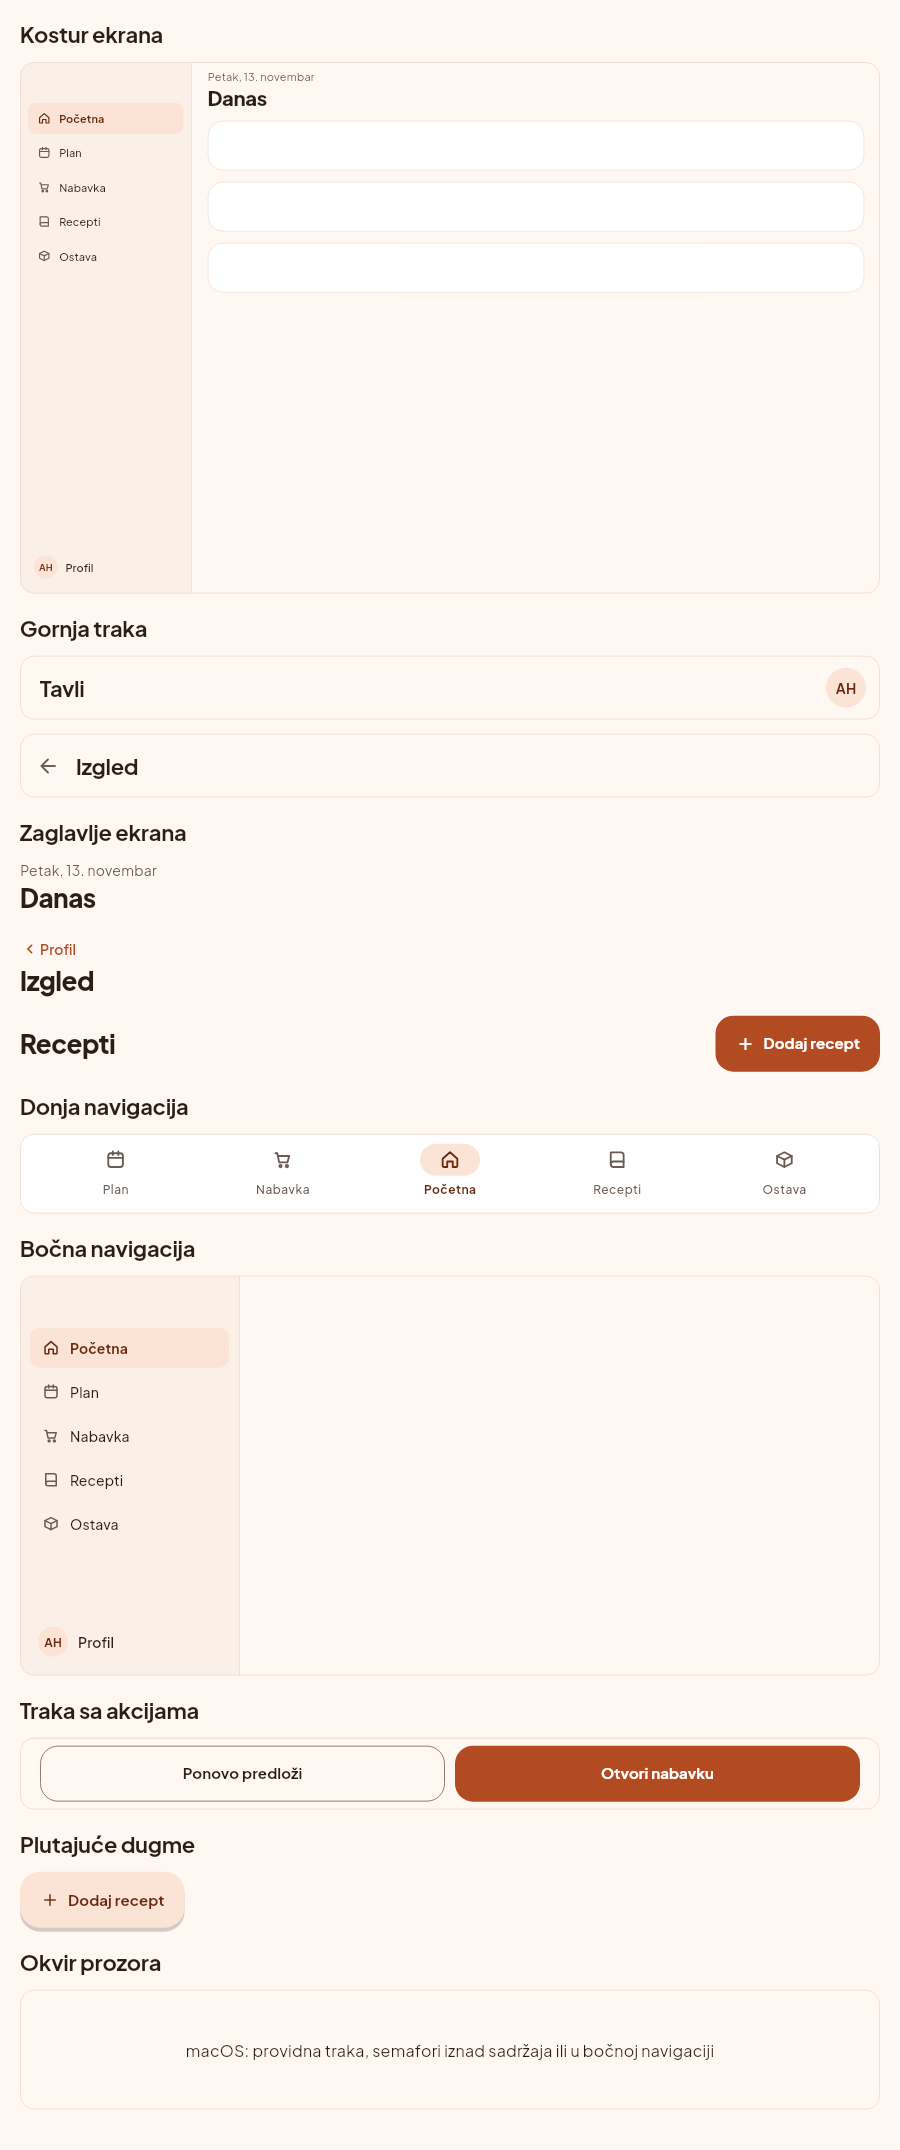 Kostur ekrana
Petak, 13. novembar
Danas
Početna
Plan
Nabavka
Recepti
Ostava
AH
Profil
Gornja traka
Tavli
AH
Izgled
Zaglavlje ekrana
Petak, 13. novembar
Danas
Profil
Izgled
Recepti
Dodaj recept
Donja navigacija
Plan
Nabavka
Početna
Recepti
Ostava
Bočna navigacija
Početna
Plan
Nabavka
Recepti
Ostava
AH
Profil
Traka sa akcijama
Ponovo predloži
Otvori nabavku
Plutajuće dugme
Dodaj recept
Okvir prozora
macOS: providna traka, semafori iznad sadržaja ili u bočnoj navigaciji